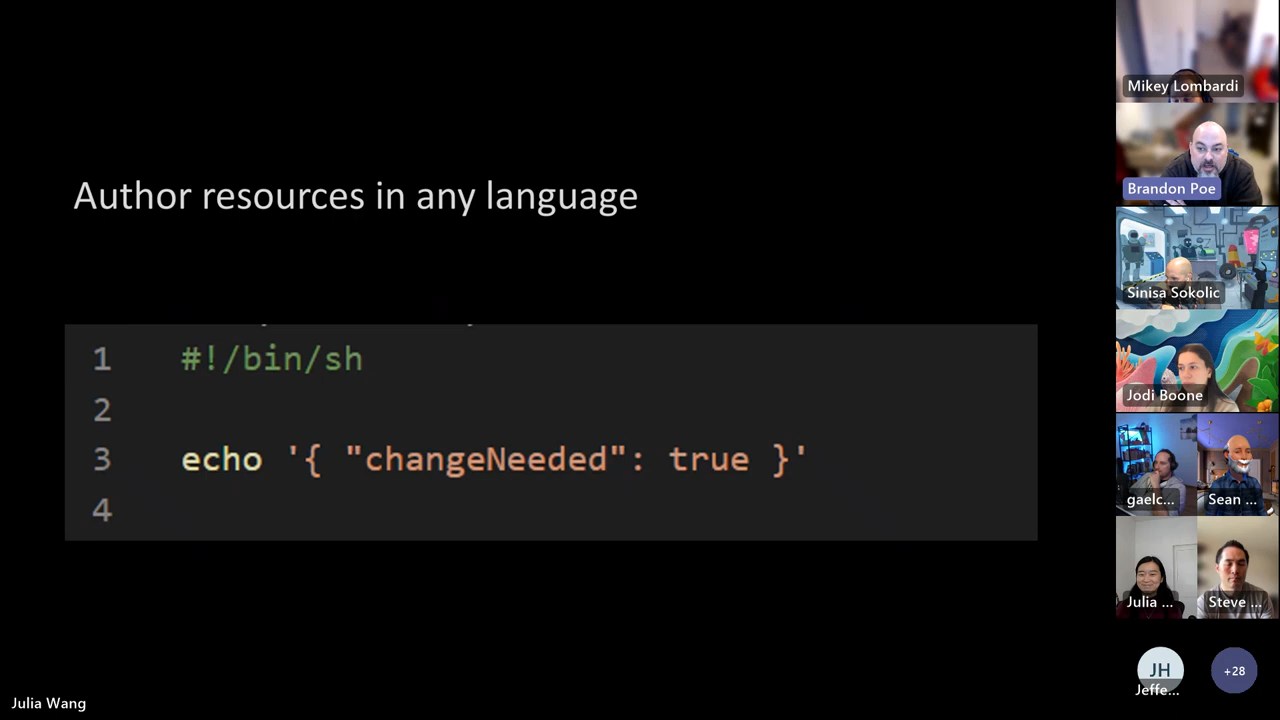 Author resources in any language
1 #!/bin/sh
2
3 echo '{ "changeNeeded": true }'
4
Julia Wang
Mikey Lombardi
Brandon Poe
Sinisa Sokolic
Jodi Boone
gaelc...
Sean ...
Julia ...
Steve ...
JH
Jeffe...
+28